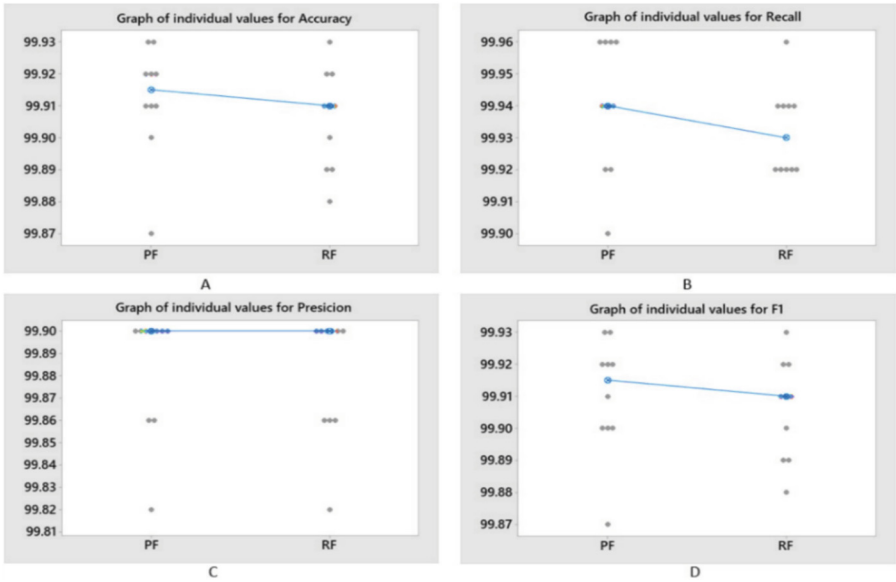 Graph of individual values for Accuracy
99.93
99.92
99.91
99.90
99.89
99.88
99.87
PF RF
A
Graph of individual values for Recall
99.96
99.95
99.94
99.93
99.92
99.91
99.90
PF RF
B
Graph of individual values for Presicion
99.90
99.89
99.88
99.87
99.86
99.85
99.84
99.83
99.82
99.81
PF RF
C
Graph of individual values for F1
99.93
99.92
99.91
99.90
99.89
99.88
99.87
PF RF
D